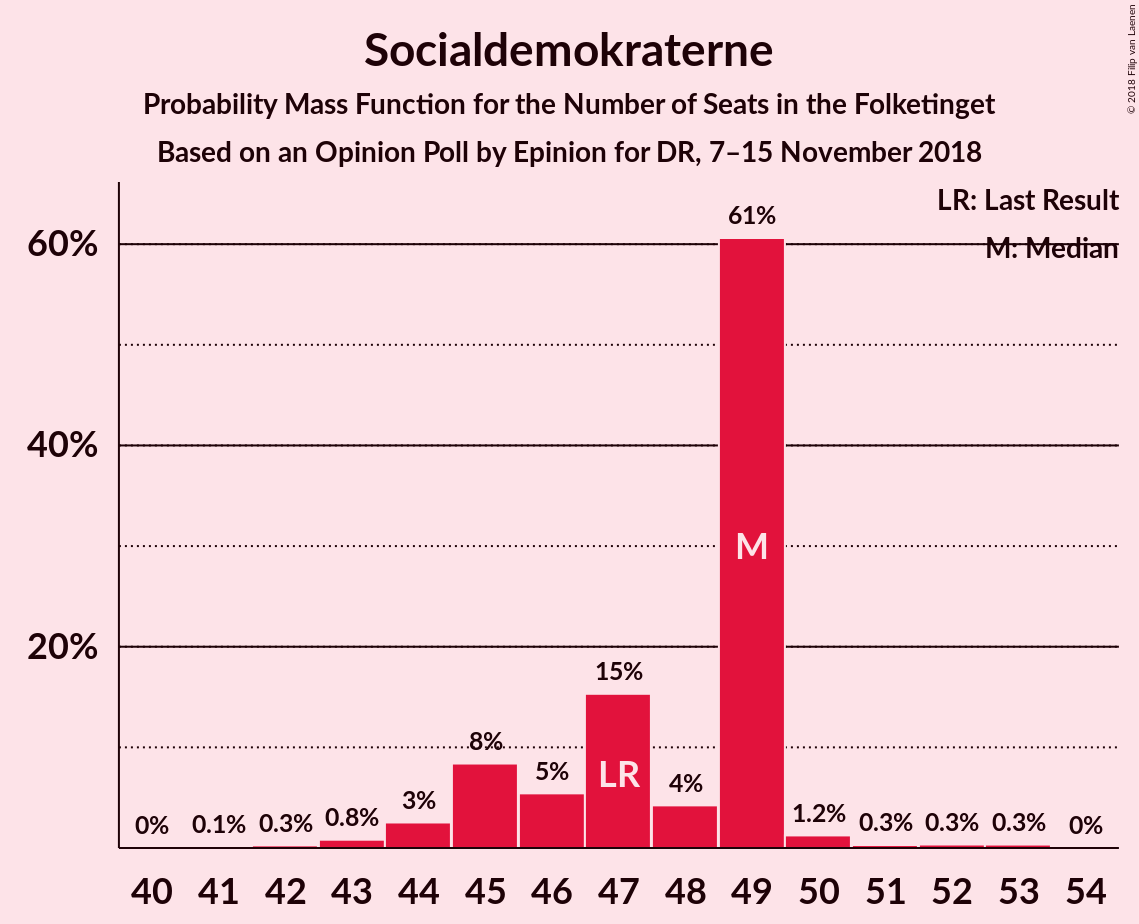 Socialdemokraterne
Probability Mass Function for the Number of Seats in the Folketinget
Based on an Opinion Poll by Epinion for DR, 7–15 November 2018
© 2018 Filip van Laenen
LR: Last Result
M: Median
60%
40%
20%
0%
0.1%
0.3%
0.8%
3%
8%
5%
15%
4%
61%
1.2%
0.3%
0.3%
0.3%
0%
LR
M
40 41 42 43 44 45 46 47 48 49 50 51 52 53 54